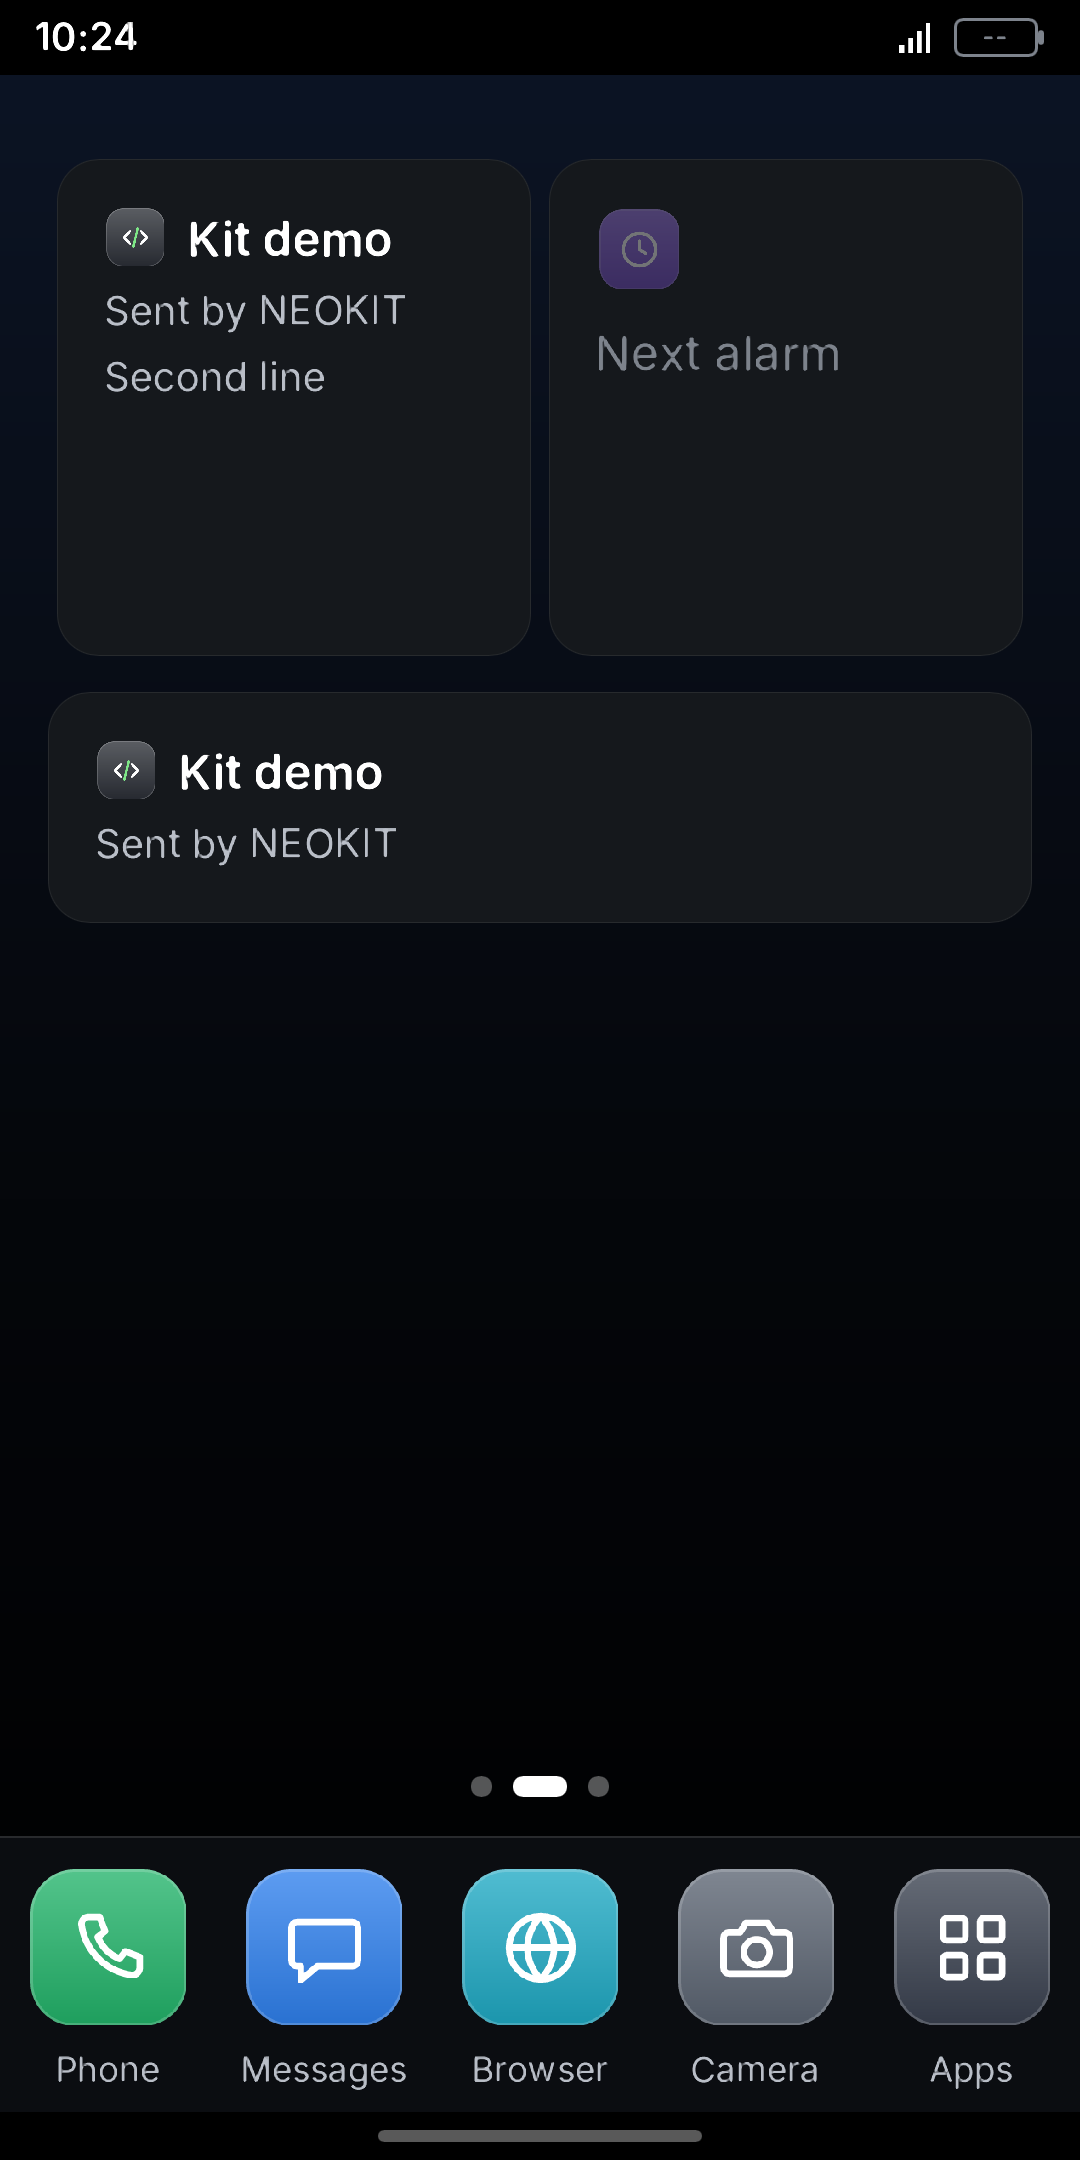 10:24
--
Kit demo
Sent by NEOKIT
Second line
Next alarm
Kit demo
Sent by NEOKIT
Phone
Messages
Browser
Camera
Apps